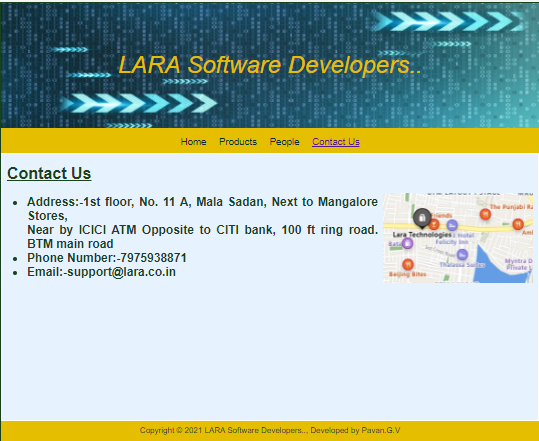 LARA Software Developers..
Home Products People Contact Us
Contact Us
Address:-1st floor, No. 11 A, Mala Sadan, Next to Mangalore
Stores,
Near by ICICI ATM Opposite to CITI bank, 100 ft ring road.
BTM main road
Phone Number:-7975938871
Email:-support@lara.co.in
The Punjabi Ra
Lara Technologies
Felicity Inn
Thalassa Suites
Myntra D
Private L
Beijing Bites
Copyright © 2021 LARA Software Developers.., Developed by Pavan.G.V